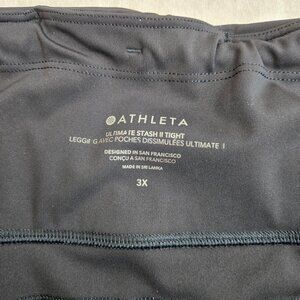 ATHLETA
ULTIMATE STASH II TIGHT
LEGGI G AVEC POCHES DISSIMULÉES ULTIMATE I
DESIGNED IN SAN FRANCISCO
CONÇU A SAN FRANCISCO
MADE IN SRI LANKA
3X